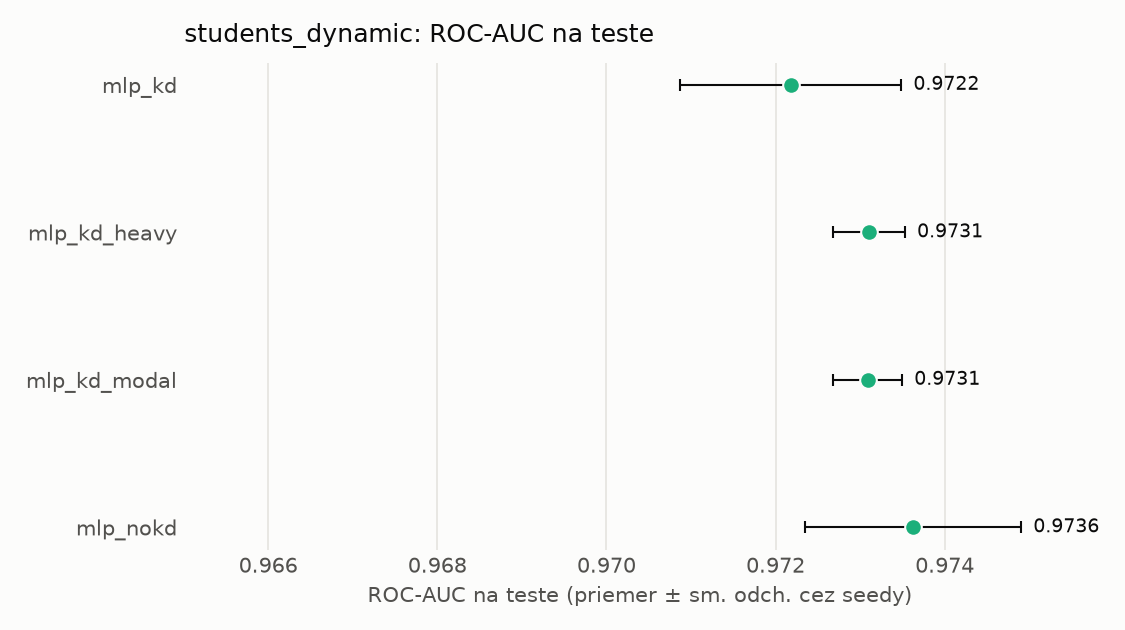 students_dynamic: ROC-AUC na teste
mlp_kd
0.9722
mlp_kd_heavy
0.9731
mlp_kd_modal
0.9731
mlp_nokd
0.9736
0.966
0.968
0.970
0.972
0.974
ROC-AUC na teste (priemer ± sm. odch. cez seedy)